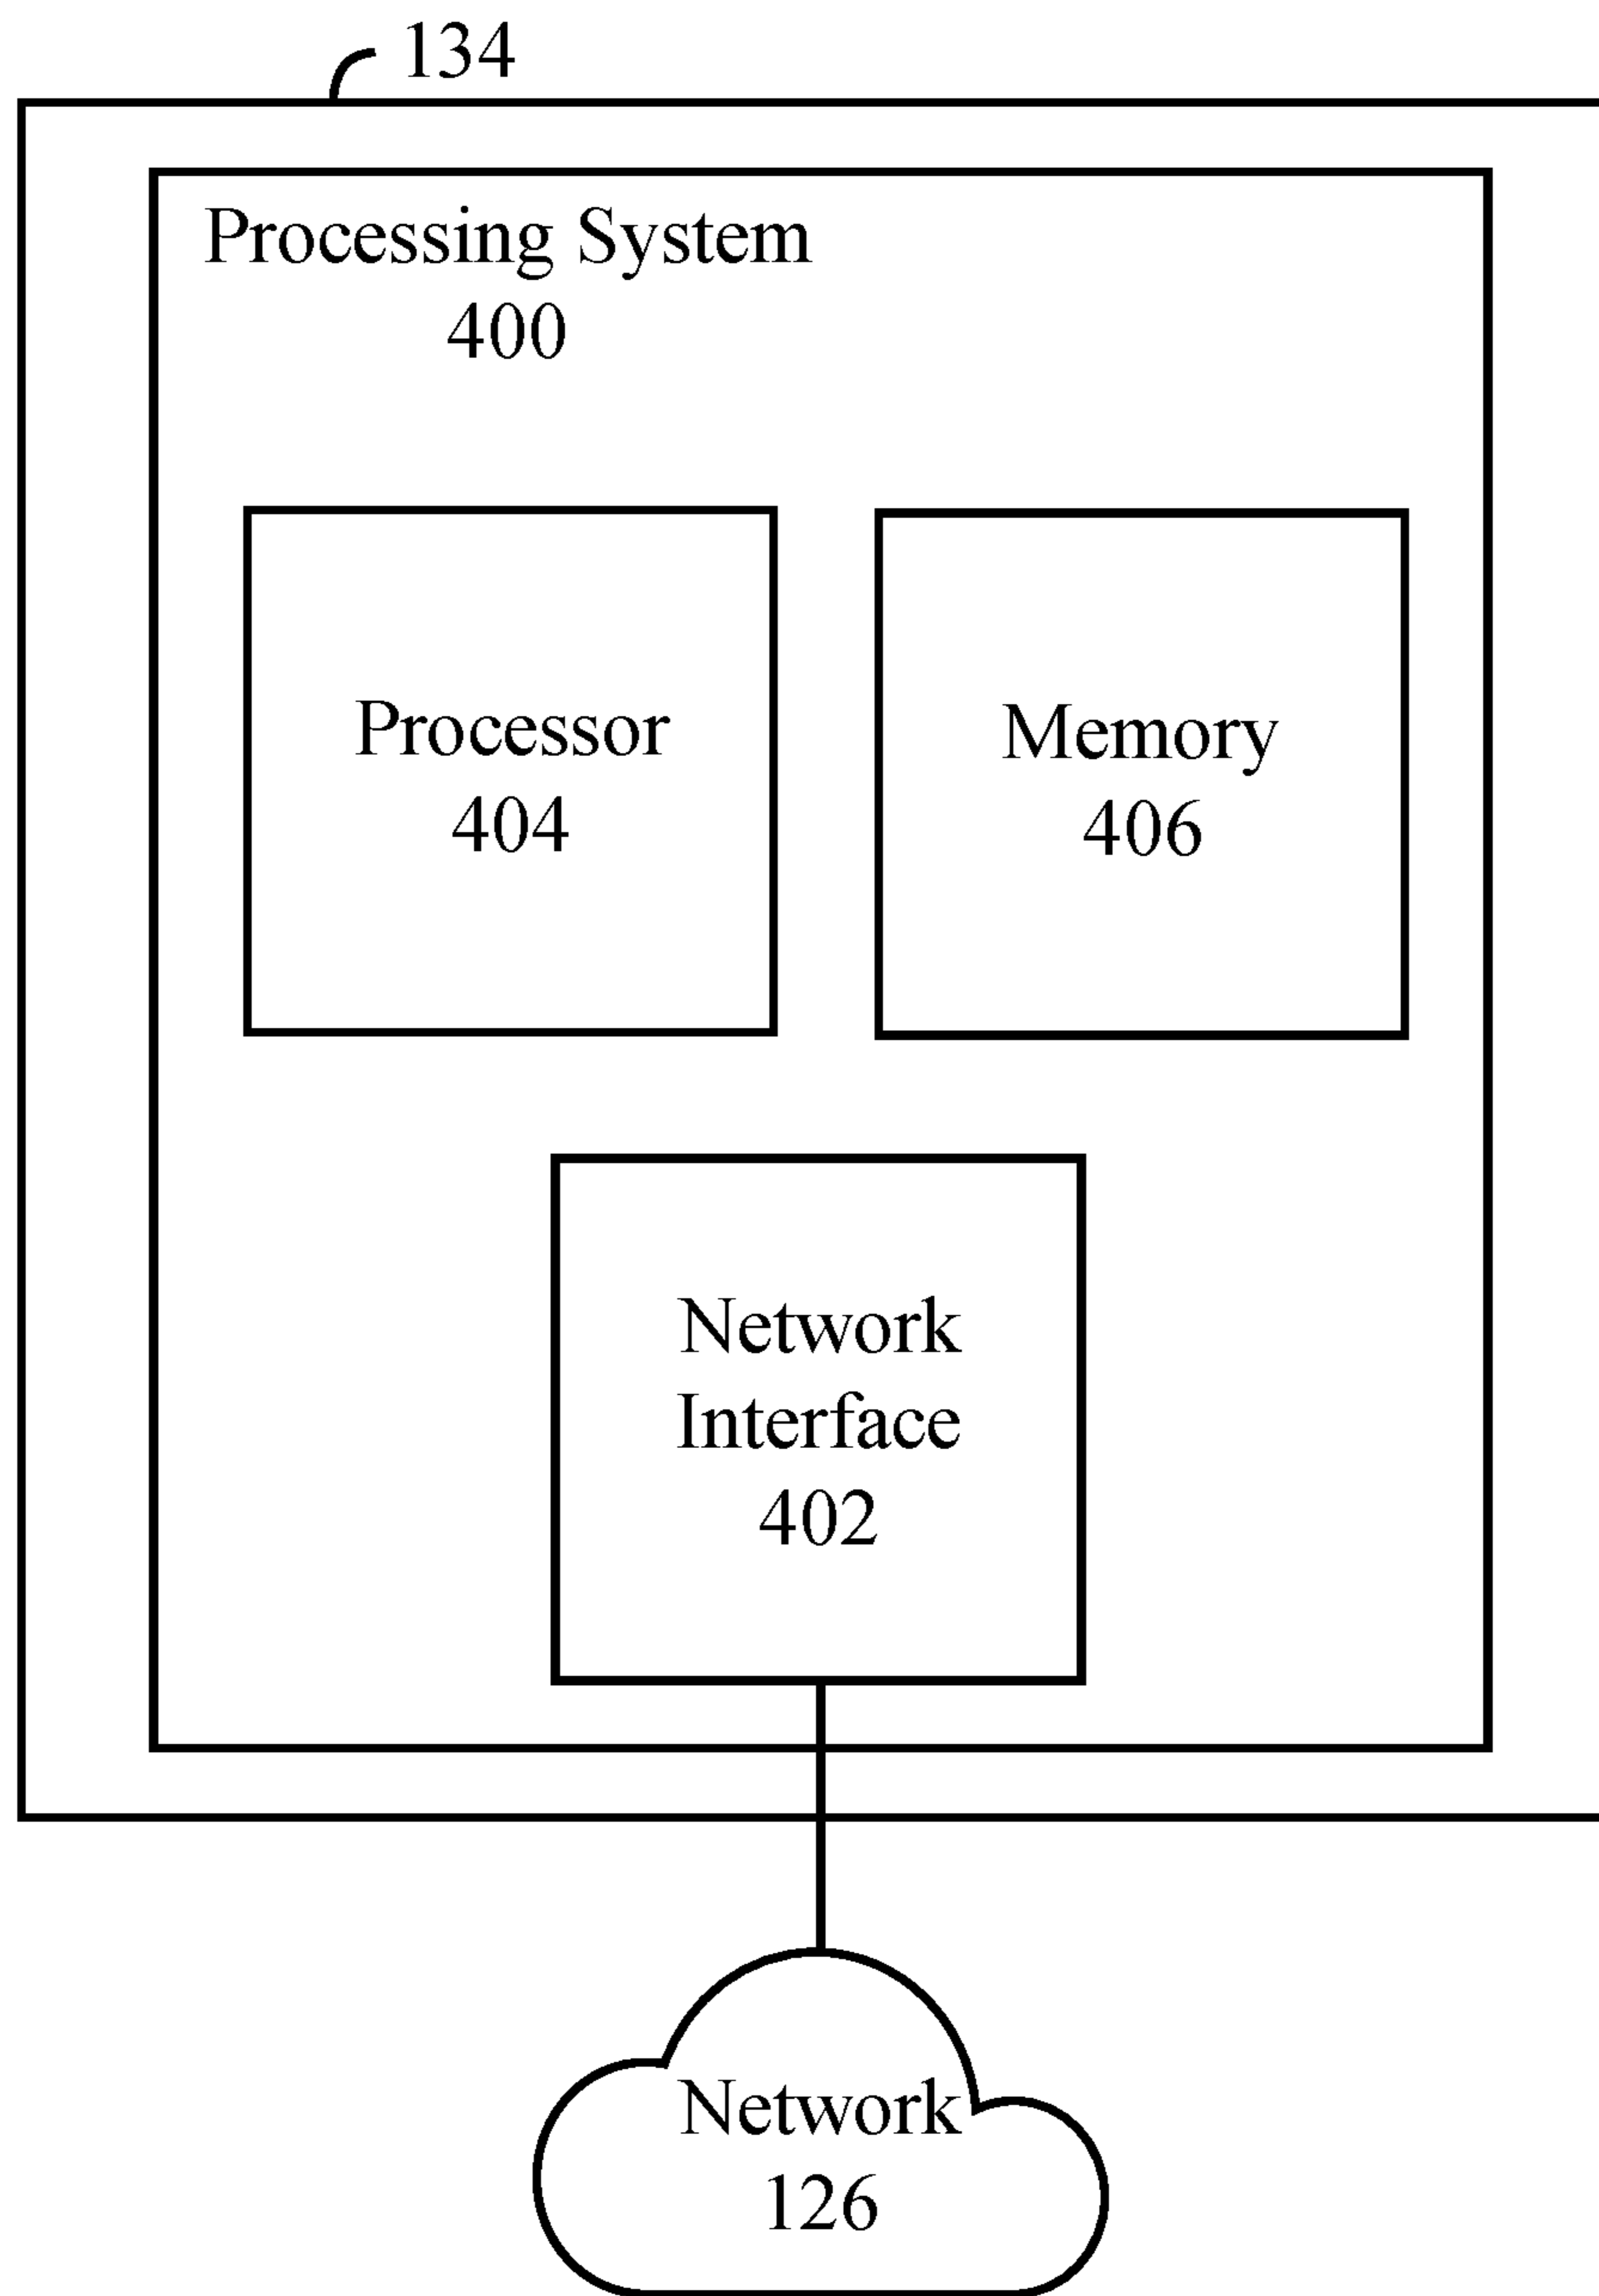 134
Processing System
400
Processor
404
Memory
406
Network
Interface
402
Network
126